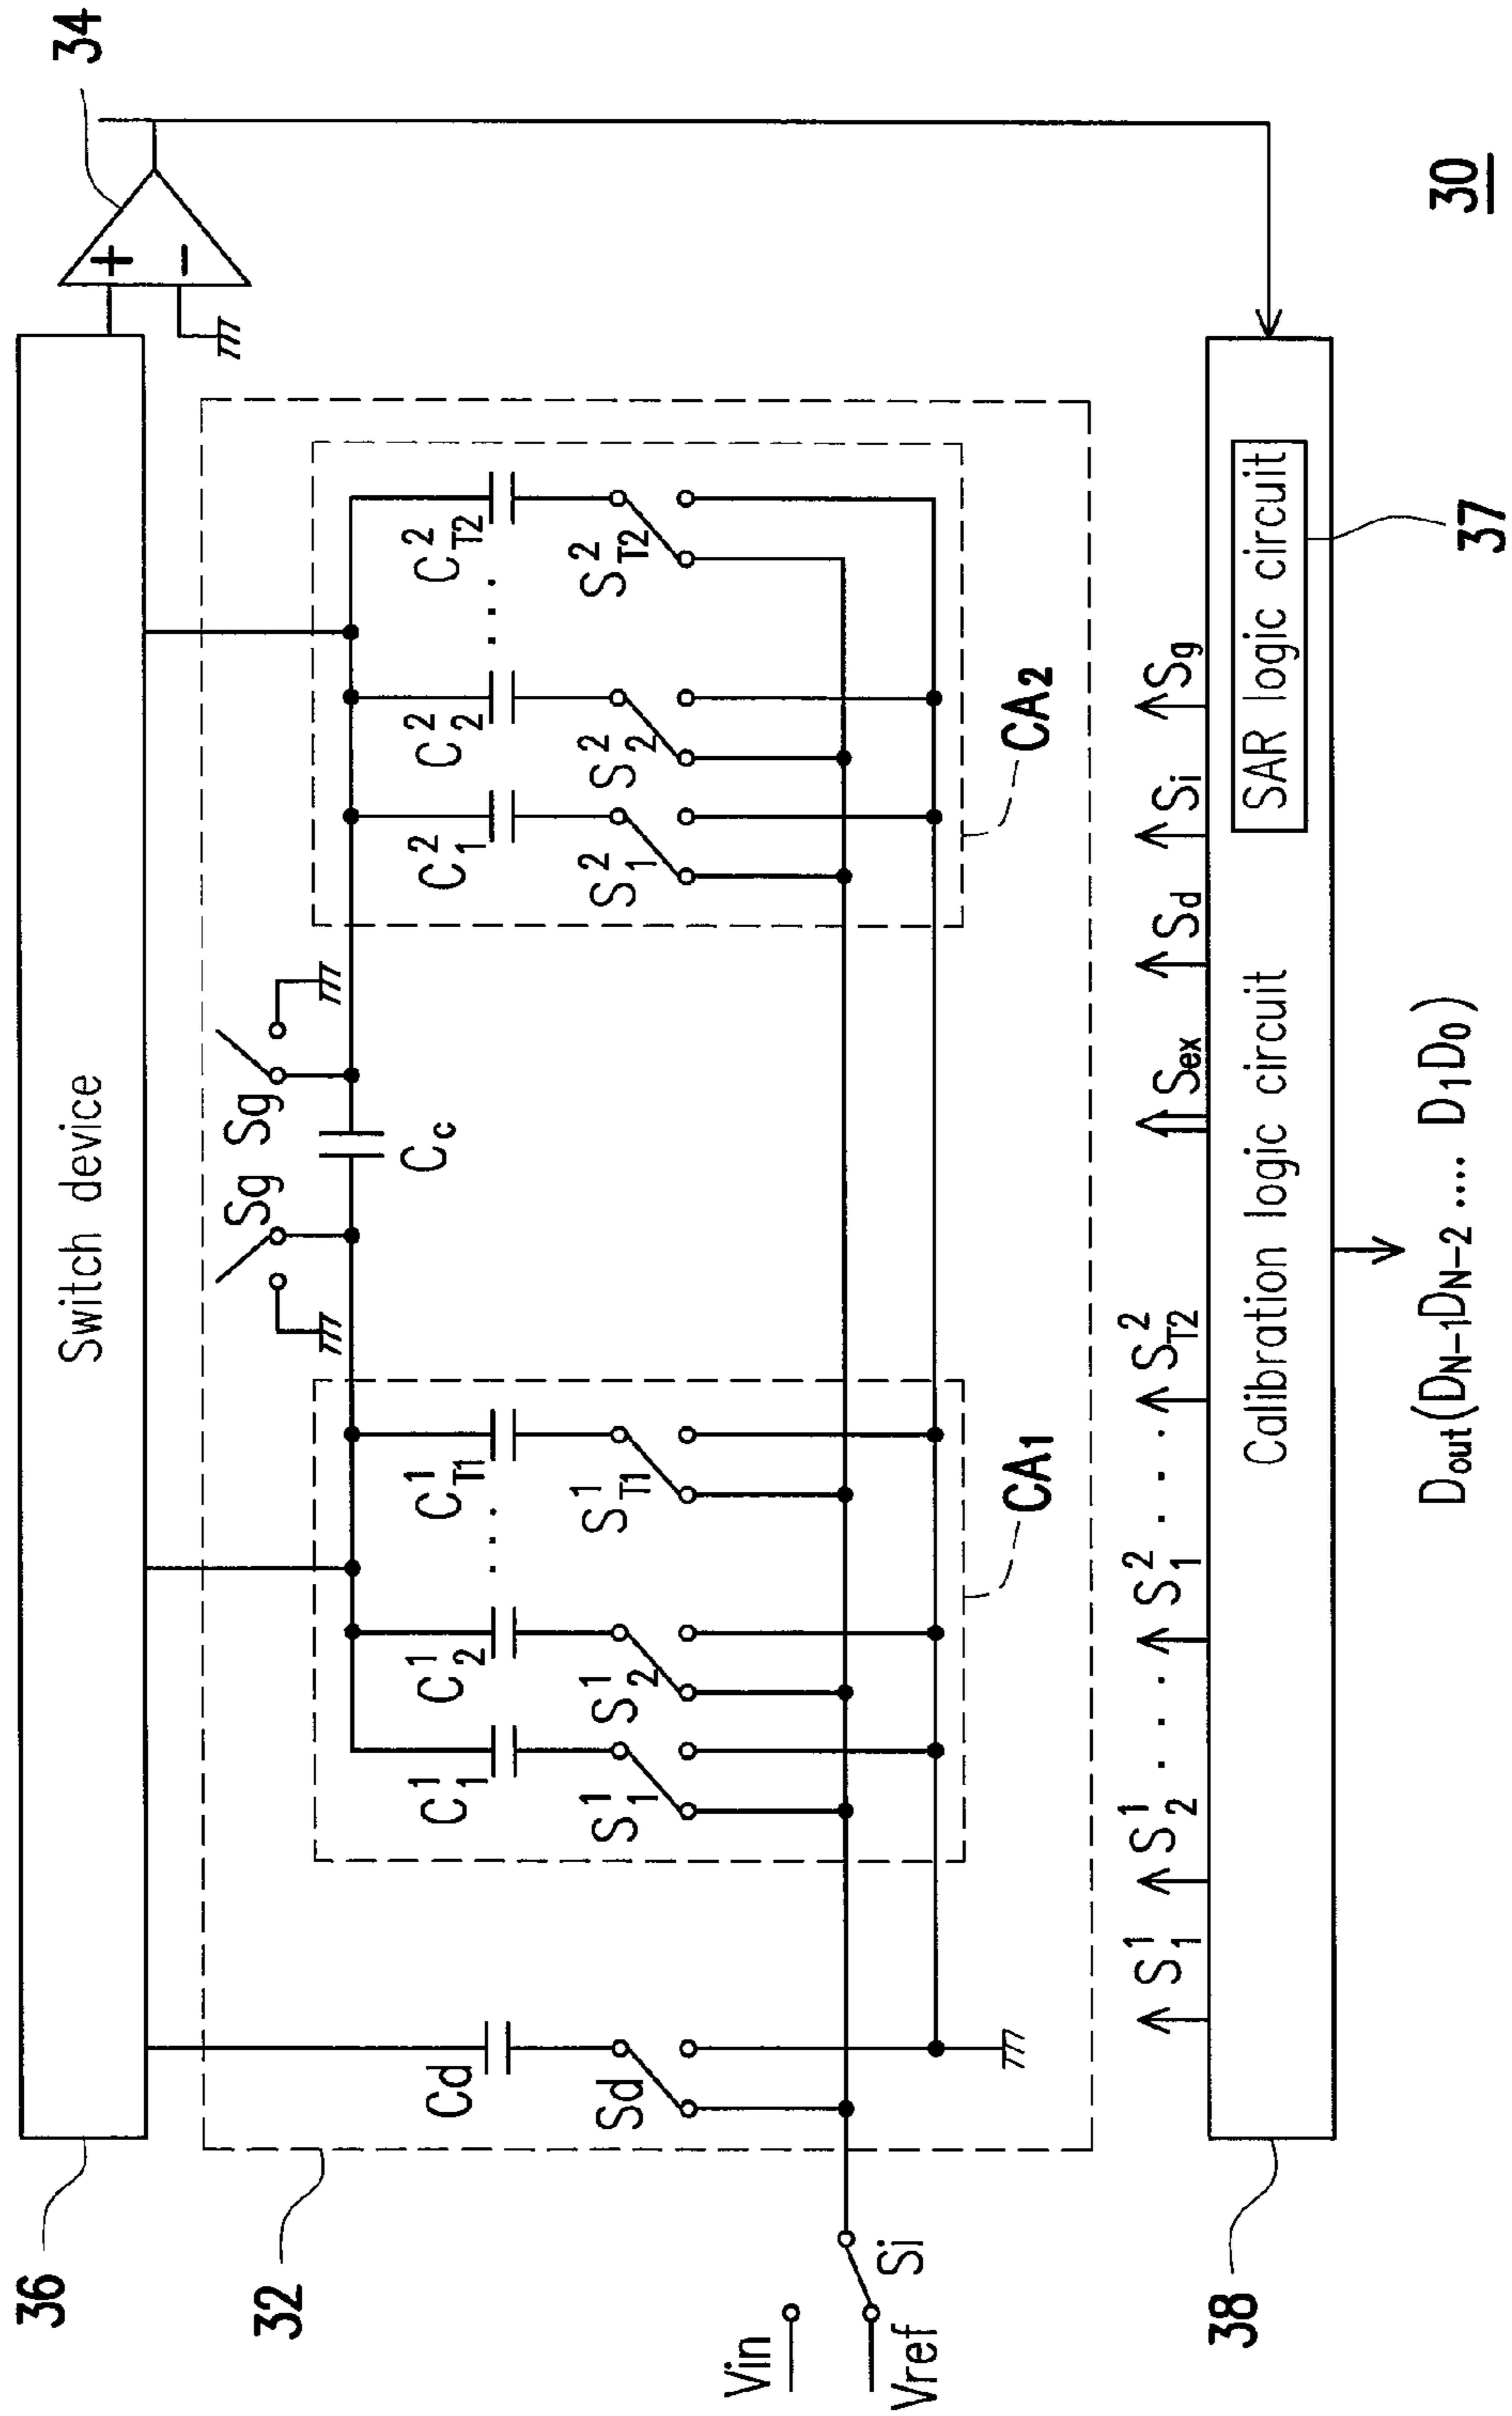 36
Switch device
34
+
−
32
Sg
Sg
Cc
Cd
C¹₁
C¹₂
· · ·
C¹T1
C²₁
C²₂
· · ·
C²T2
Sd
S¹₁
S¹₂
S¹T1
S²₁
S²₂
S²T2
Vin
Vref
Si
CA1
CA2
S¹₁
S¹₂
· · · ·
S²₁
· · · ·
S²T2
Sex
Sd
Si
Sg
38
Calibration logic circuit
SAR logic circuit
37
Dout(DN−1DN−2 .... D1D0)
30